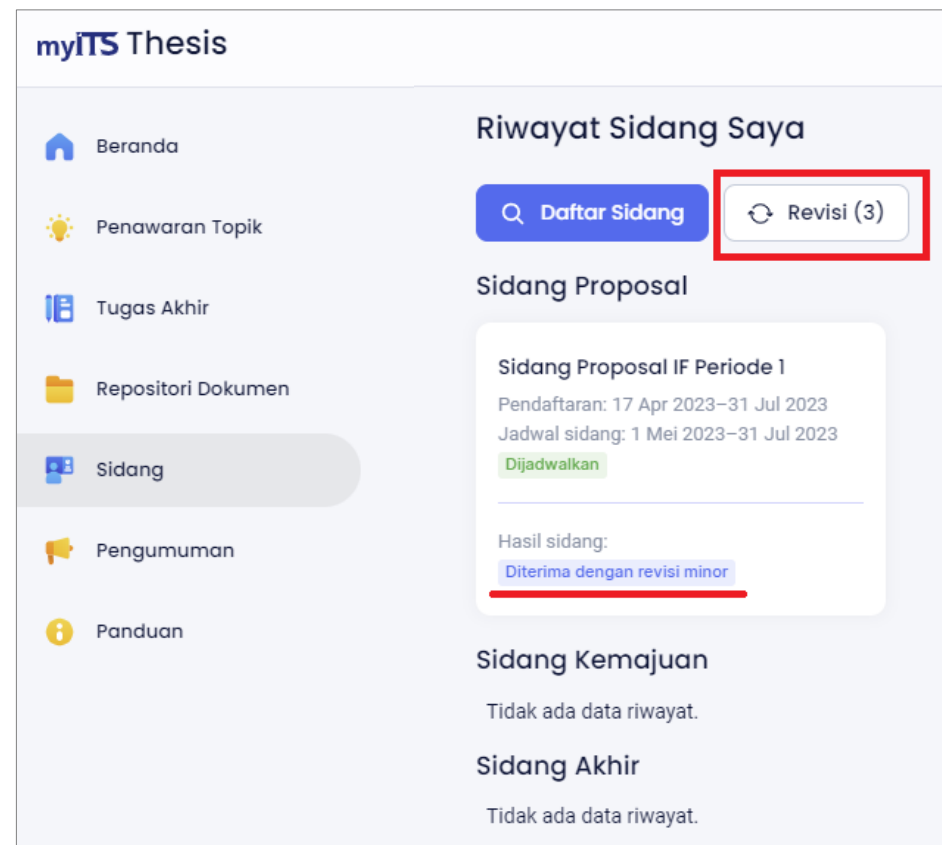 myITS Thesis
Beranda
Penawaran Topik
Tugas Akhir
Repositori Dokumen
Sidang
Pengumuman
Panduan
Riwayat Sidang Saya
Daftar Sidang
Revisi (3)
Sidang Proposal
Sidang Proposal IF Periode 1
Pendaftaran: 17 Apr 2023–31 Jul 2023
Jadwal sidang: 1 Mei 2023–31 Jul 2023
Dijadwalkan
Hasil sidang:
Diterima dengan revisi minor
Sidang Kemajuan
Tidak ada data riwayat.
Sidang Akhir
Tidak ada data riwayat.